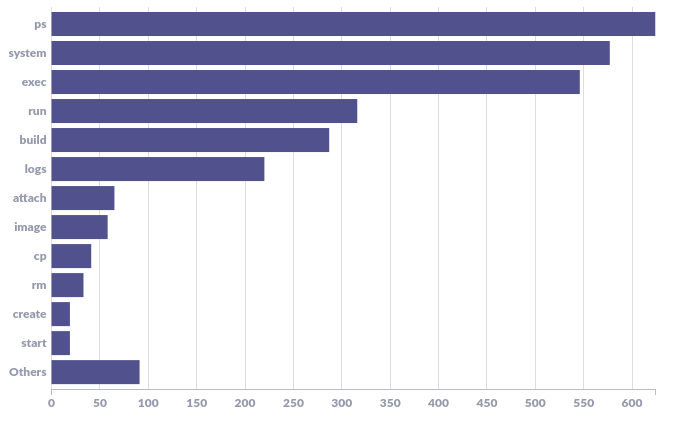 ps
system
exec
run
build
logs
attach
image
cp
rm
create
start
Others
0 50 100 150 200 250 300 350 400 450 500 550 600